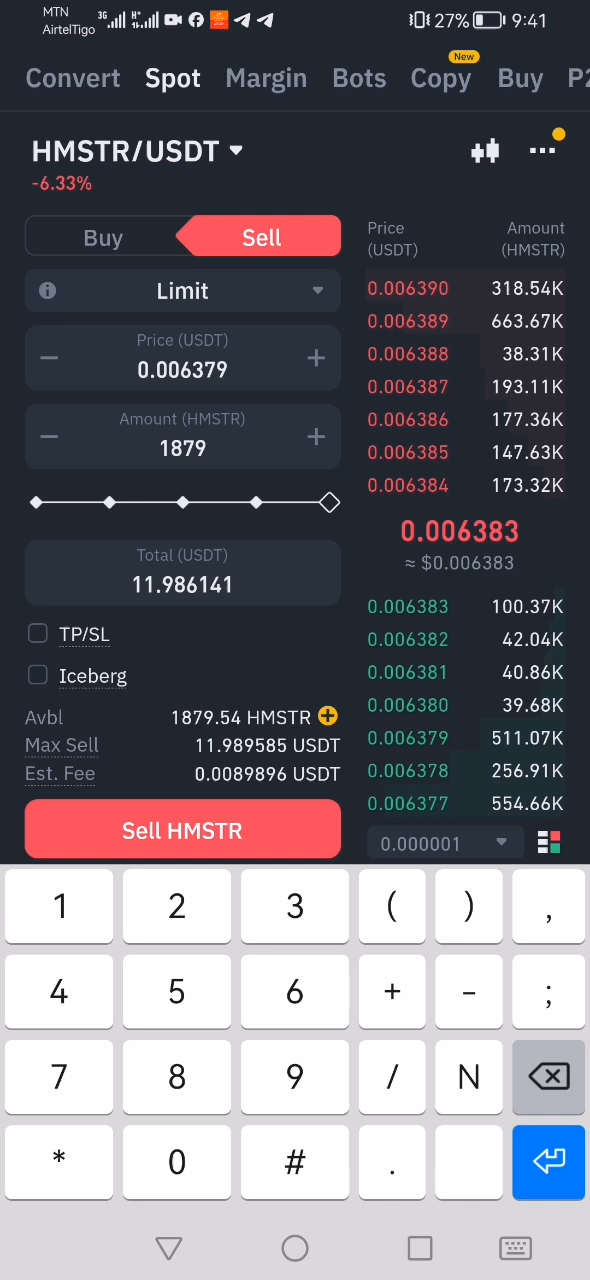 MTN
AirtelTigo 3G H+ 27% 9:41
New
Convert Spot Margin Bots Copy Buy P2
HMSTR/USDT
-6.33%
Buy Sell
Limit
Price (USDT)
0.006379
Amount (HMSTR)
1879
Total (USDT)
11.986141
TP/SL
Iceberg
Avbl 1879.54 HMSTR
Max Sell 11.989585 USDT
Est. Fee 0.0089896 USDT
Sell HMSTR
Price Amount
(USDT) (HMSTR)
0.006390 318.54K
0.006389 663.67K
0.006388 38.31K
0.006387 193.11K
0.006386 177.36K
0.006385 147.63K
0.006384 173.32K
0.006383
≈ $0.006383
0.006383 100.37K
0.006382 42.04K
0.006381 40.86K
0.006380 39.68K
0.006379 511.07K
0.006378 256.91K
0.006377 554.66K
0.000001
1 2 3 ( ) ,
4 5 6 + - ;
7 8 9 / N
* 0 # .